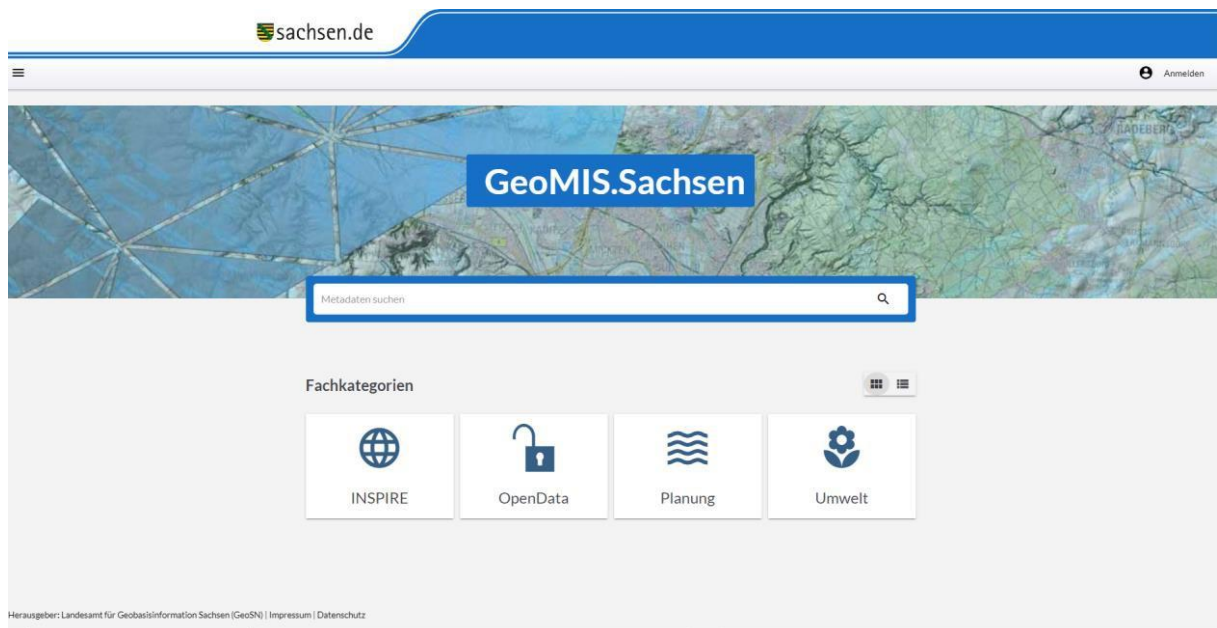 sachsen.de
Anmelden
RADEBERG
GeoMIS.Sachsen
Metadaten suchen
Fachkategorien
INSPIRE
OpenData
Planung
Umwelt
Herausgeber: Landesamt für Geobasisinformation Sachsen (GeoSN) | Impressum | Datenschutz